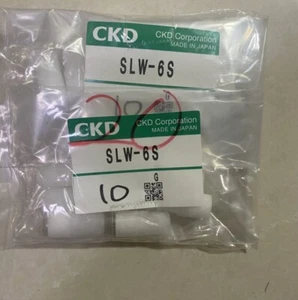 CKD
CKD Corporation
MADE IN JAPAN
SLW-6S
CKD
CKD Corporation
MADE IN JAPAN
SLW-6S
10
G